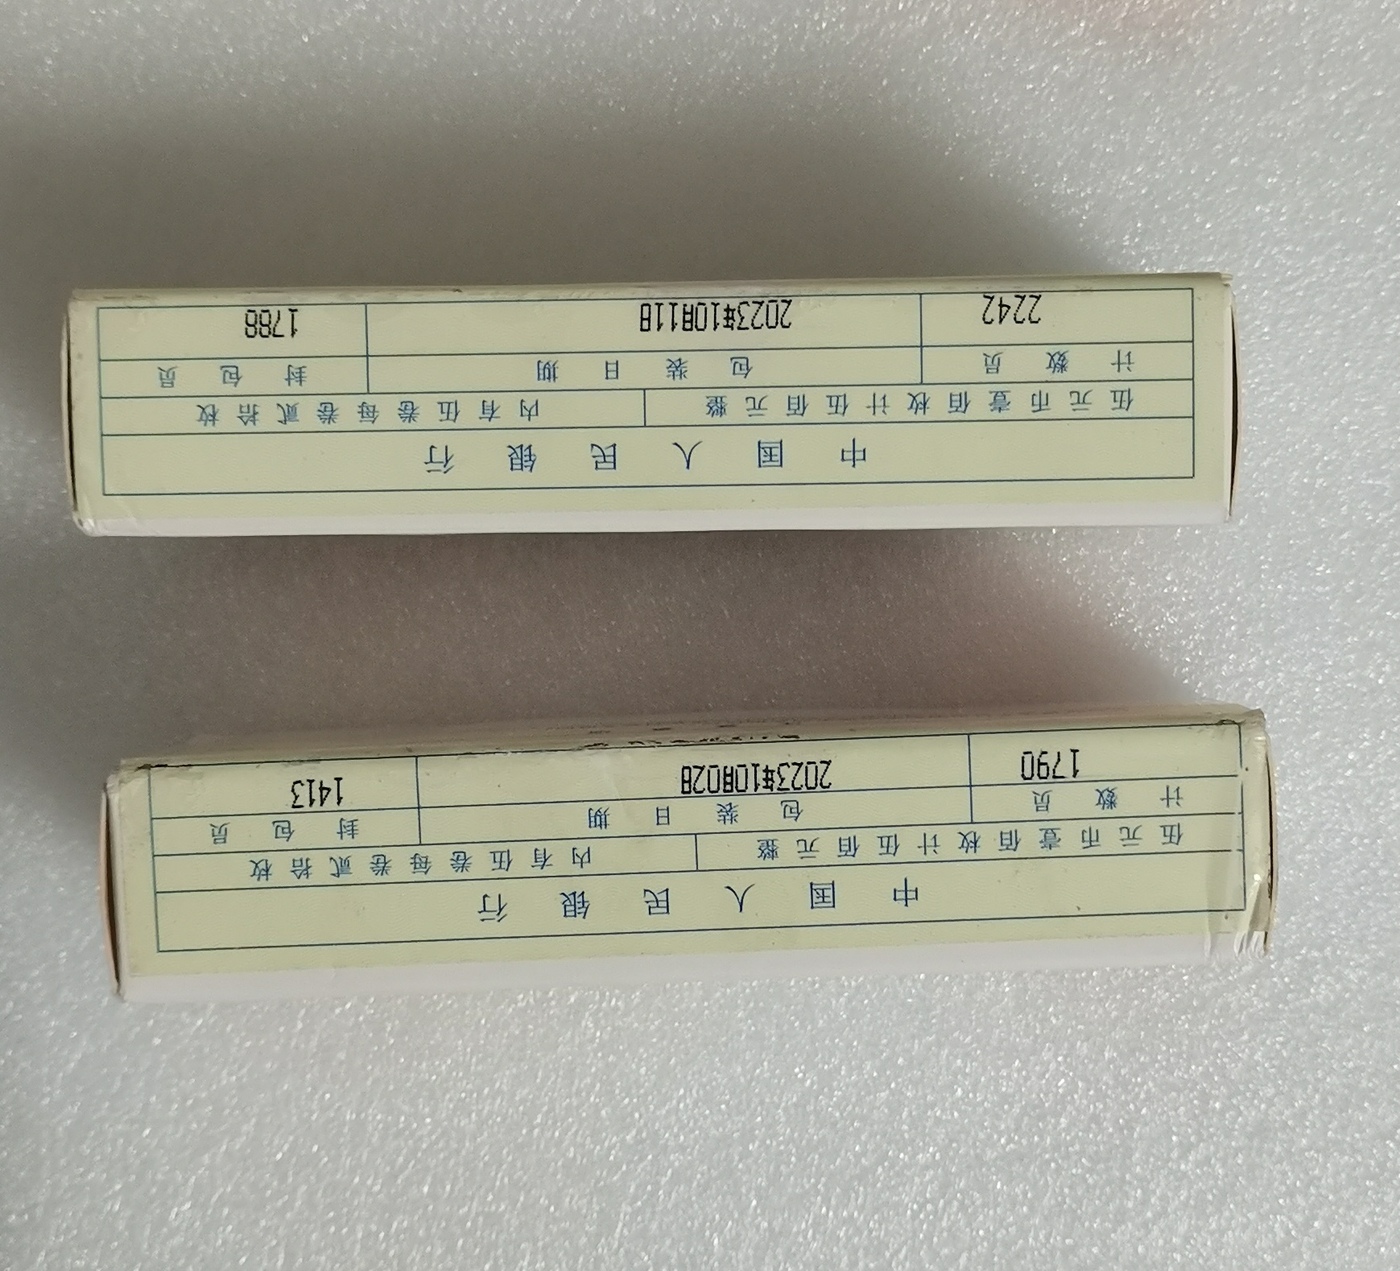 中国人民银行
伍元币壹佰枚计伍佰元整 内有伍卷每卷贰拾枚
计数员 包装日期 封包员
1790 2023年10月02日 1413
中国人民银行
伍元币壹佰枚计伍佰元整 内有伍卷每卷贰拾枚
计数员 包装日期 封包员
2242 2023年10月11日 1788